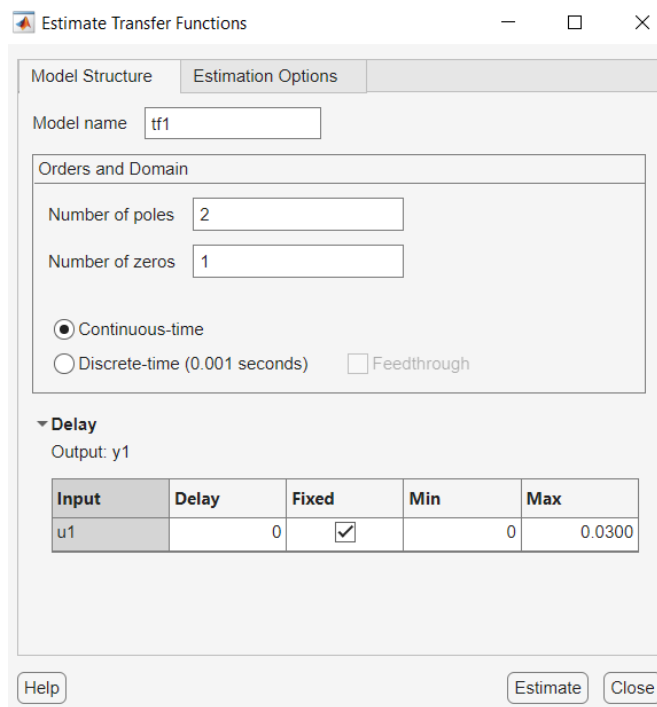 Estimate Transfer Functions
Model Structure Estimation Options
Model name tf1
Orders and Domain
Number of poles 2
Number of zeros 1
Continuous-time
Discrete-time (0.001 seconds) Feedthrough
Delay
Output: y1
Input Delay Fixed Min Max
u1 0 0 0.0300
Help Estimate Close